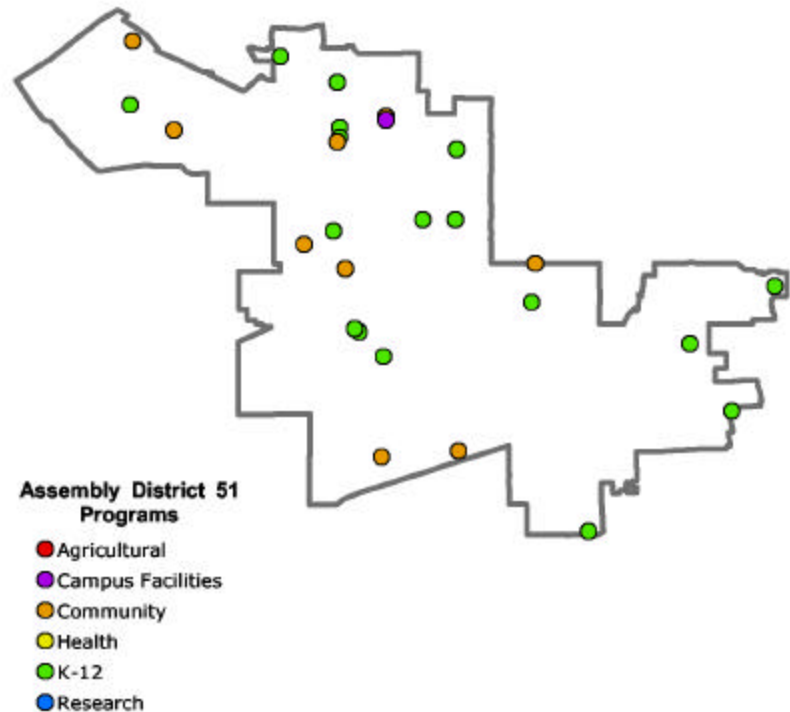 Assembly District 51
Programs
Agricultural
Campus Facilities
Community
Health
K-12
Research